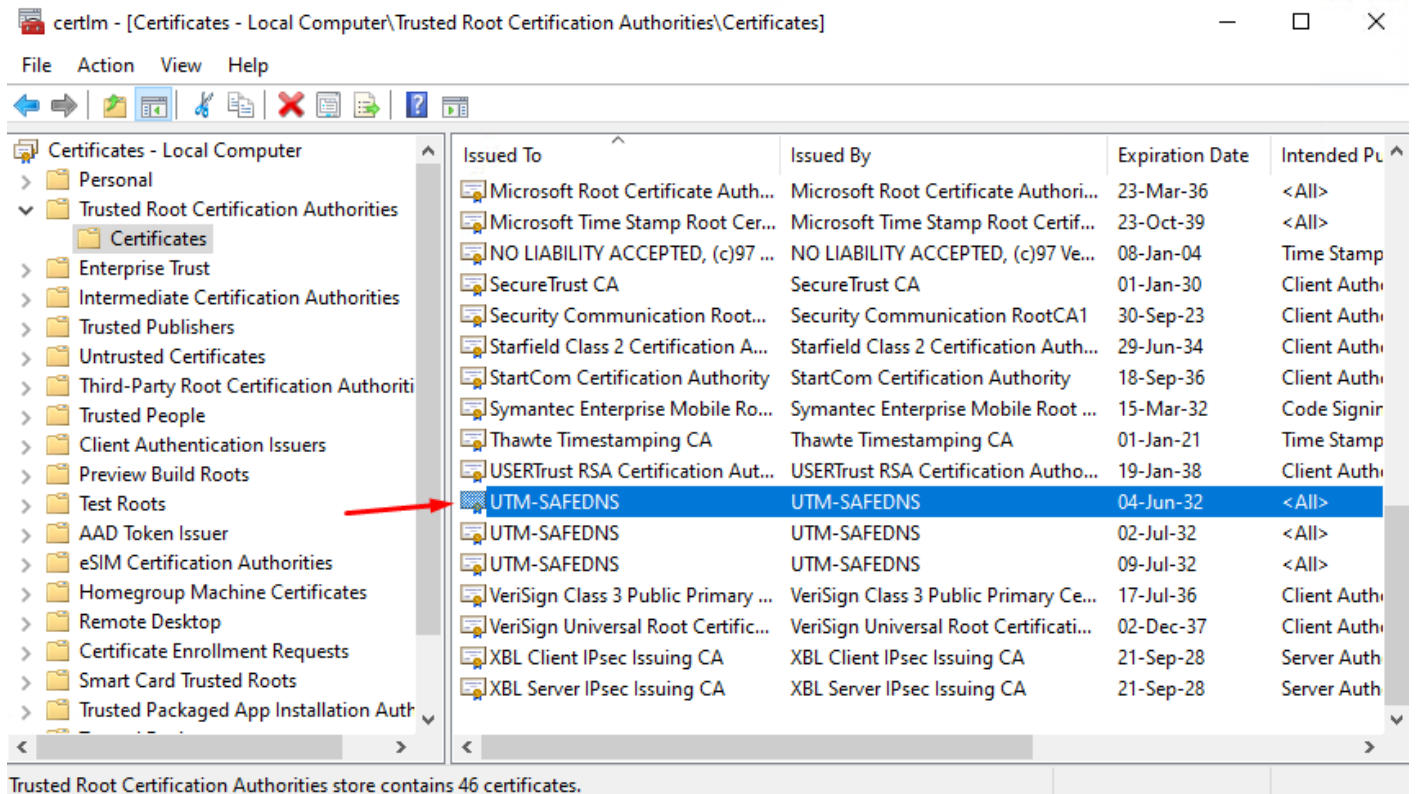 certlm - [Certificates - Local Computer\Trusted Root Certification Authorities\Certificates]
File Action View Help
Certificates - Local Computer
Personal
Trusted Root Certification Authorities
Certificates
Enterprise Trust
Intermediate Certification Authorities
Trusted Publishers
Untrusted Certificates
Third-Party Root Certification Authoriti
Trusted People
Client Authentication Issuers
Preview Build Roots
Test Roots
AAD Token Issuer
eSIM Certification Authorities
Homegroup Machine Certificates
Remote Desktop
Certificate Enrollment Requests
Smart Card Trusted Roots
Trusted Packaged App Installation Auth
Issued To Issued By Expiration Date Intended Pu
Microsoft Root Certificate Auth... Microsoft Root Certificate Authori... 23-Mar-36 <All>
Microsoft Time Stamp Root Cer... Microsoft Time Stamp Root Certif... 23-Oct-39 <All>
NO LIABILITY ACCEPTED, (c)97 ... NO LIABILITY ACCEPTED, (c)97 Ve... 08-Jan-04 Time Stamp
SecureTrust CA SecureTrust CA 01-Jan-30 Client Auth
Security Communication Root... Security Communication RootCA1 30-Sep-23 Client Auth
Starfield Class 2 Certification A... Starfield Class 2 Certification Auth... 29-Jun-34 Client Auth
StartCom Certification Authority StartCom Certification Authority 18-Sep-36 Client Auth
Symantec Enterprise Mobile Ro... Symantec Enterprise Mobile Root ... 15-Mar-32 Code Signin
Thawte Timestamping CA Thawte Timestamping CA 01-Jan-21 Time Stamp
USERTrust RSA Certification Aut... USERTrust RSA Certification Autho... 19-Jan-38 Client Auth
UTM-SAFEDNS UTM-SAFEDNS 04-Jun-32 <All>
UTM-SAFEDNS UTM-SAFEDNS 02-Jul-32 <All>
UTM-SAFEDNS UTM-SAFEDNS 09-Jul-32 <All>
VeriSign Class 3 Public Primary ... VeriSign Class 3 Public Primary Ce... 17-Jul-36 Client Auth
VeriSign Universal Root Certific... VeriSign Universal Root Certificati... 02-Dec-37 Client Auth
XBL Client IPsec Issuing CA XBL Client IPsec Issuing CA 21-Sep-28 Server Auth
XBL Server IPsec Issuing CA XBL Server IPsec Issuing CA 21-Sep-28 Server Auth
Trusted Root Certification Authorities store contains 46 certificates.